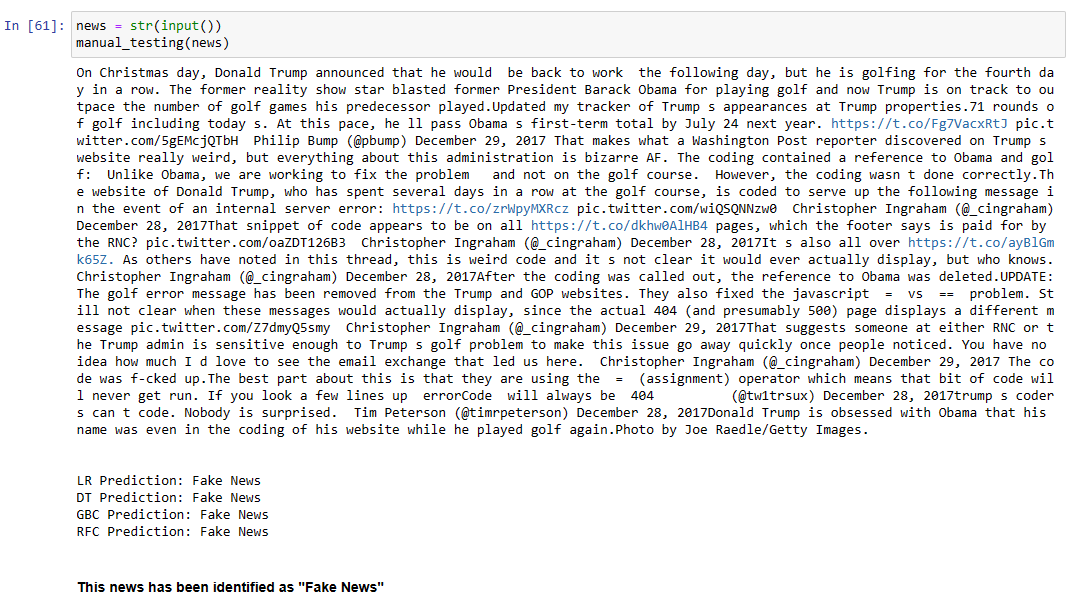 In [61]: news = str(input())
manual_testing(news)
On Christmas day, Donald Trump announced that he would  be back to work  the following day, but he is golfing for the fourth da
y in a row. The former reality show star blasted former President Barack Obama for playing golf and now Trump is on track to ou
tpace the number of golf games his predecessor played.Updated my tracker of Trump s appearances at Trump properties.71 rounds o
f golf including today s. At this pace, he ll pass Obama s first-term total by July 24 next year. https://t.co/Fg7VacxRtJ pic.t
witter.com/5gEMcjQTbH  Philip Bump (@pbump) December 29, 2017 That makes what a Washington Post reporter discovered on Trump s
website really weird, but everything about this administration is bizarre AF. The coding contained a reference to Obama and gol
f:  Unlike Obama, we are working to fix the problem   and not on the golf course.  However, the coding wasn t done correctly.Th
e website of Donald Trump, who has spent several days in a row at the golf course, is coded to serve up the following message i
n the event of an internal server error: https://t.co/zrWpyMXRcz pic.twitter.com/wiQSQNNzw0  Christopher Ingraham (@_cingraham)
December 28, 2017That snippet of code appears to be on all https://t.co/dkhw0AlHB4 pages, which the footer says is paid for by
the RNC? pic.twitter.com/oaZDT126B3  Christopher Ingraham (@_cingraham) December 28, 2017It s also all over https://t.co/ayBlGm
k65Z. As others have noted in this thread, this is weird code and it s not clear it would ever actually display, but who knows.
Christopher Ingraham (@_cingraham) December 28, 2017After the coding was called out, the reference to Obama was deleted.UPDATE:
The golf error message has been removed from the Trump and GOP websites. They also fixed the javascript  =  vs  ==  problem. St
ill not clear when these messages would actually display, since the actual 404 (and presumably 500) page displays a different m
essage pic.twitter.com/Z7dmyQ5smy  Christopher Ingraham (@_cingraham) December 29, 2017That suggests someone at either RNC or t
he Trump admin is sensitive enough to Trump s golf problem to make this issue go away quickly once people noticed. You have no
idea how much I d love to see the email exchange that led us here.  Christopher Ingraham (@_cingraham) December 29, 2017 The co
de was f-cked up.The best part about this is that they are using the  =  (assignment) operator which means that bit of code wil
l never get run. If you look a few lines up  errorCode  will always be  404          (@tw1trsux) December 28, 2017trump s coder
s can t code. Nobody is surprised.  Tim Peterson (@timrpeterson) December 28, 2017Donald Trump is obsessed with Obama that his
name was even in the coding of his website while he played golf again.Photo by Joe Raedle/Getty Images.
LR Prediction: Fake News
DT Prediction: Fake News
GBC Prediction: Fake News
RFC Prediction: Fake News
This news has been identified as "Fake News"